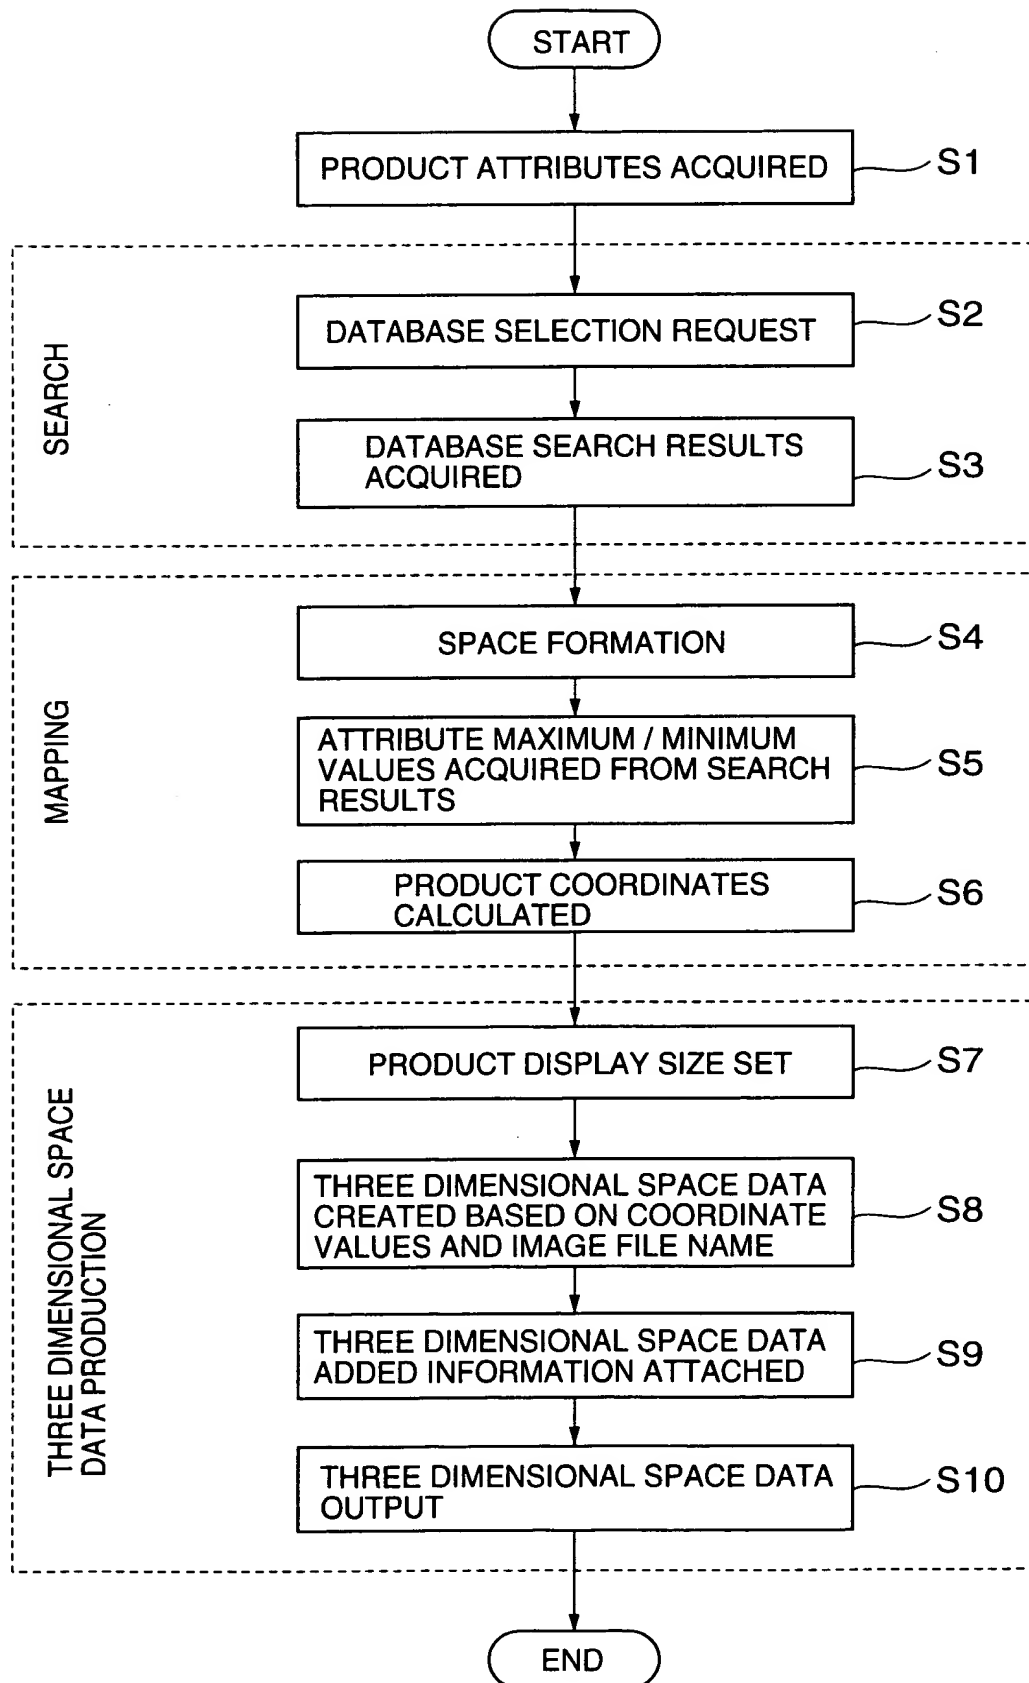 START
PRODUCT ATTRIBUTES ACQUIRED
S1
SEARCH
DATABASE SELECTION REQUEST
S2
DATABASE SEARCH RESULTS
ACQUIRED
S3
MAPPING
SPACE FORMATION
S4
ATTRIBUTE MAXIMUM / MINIMUM
VALUES ACQUIRED FROM SEARCH
RESULTS
S5
PRODUCT COORDINATES
CALCULATED
S6
THREE DIMENSIONAL SPACE
DATA PRODUCTION
PRODUCT DISPLAY SIZE SET
S7
THREE DIMENSIONAL SPACE DATA
CREATED BASED ON COORDINATE
VALUES AND IMAGE FILE NAME
S8
THREE DIMENSIONAL SPACE DATA
ADDED INFORMATION ATTACHED
S9
THREE DIMENSIONAL SPACE DATA
OUTPUT
S10
END